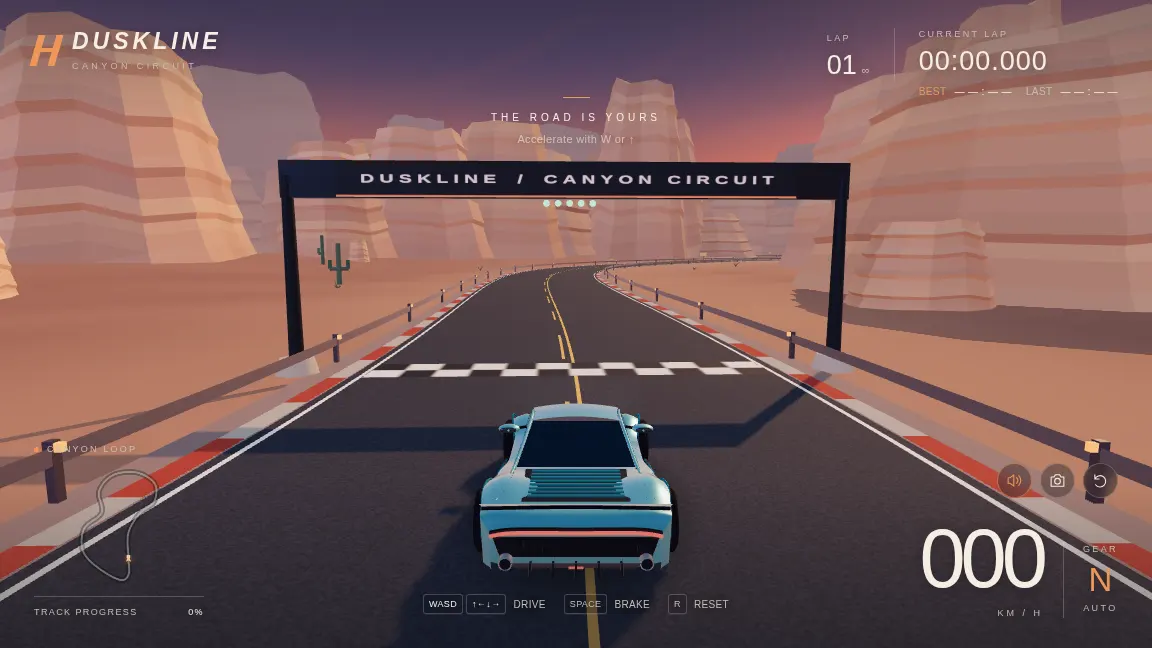 H DUSKLINE
CANYON CIRCUIT
LAP
01 ∞
CURRENT LAP
00:00.000
BEST ——:—— LAST ——:——
THE ROAD IS YOURS
Accelerate with W or ↑
DUSKLINE / CANYON CIRCUIT
CANYON LOOP
TRACK PROGRESS 0%
WASD ↑←↓→ DRIVE SPACE BRAKE R RESET
000
KM / H
GEAR
N
AUTO